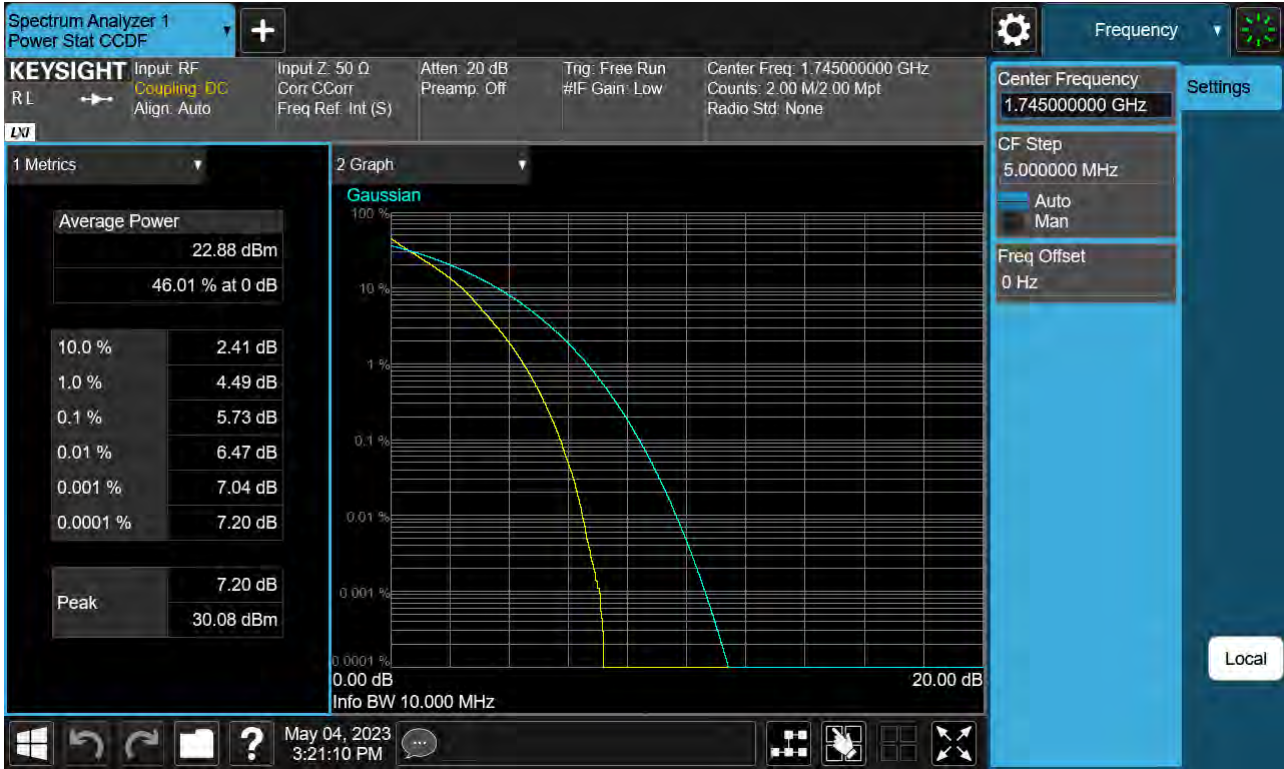 Spectrum Analyzer 1
Power Stat CCDF
Frequency
KEYSIGHT
R L
LXI
Input: RF
Coupling: DC
Align: Auto
Input Z: 50 Ω
Corr CCorr
Freq Ref: Int (S)
Atten: 20 dB
Preamp: Off
Trig: Free Run
#IF Gain: Low
Center Freq: 1.745000000 GHz
Counts: 2.00 M/2.00 Mpt
Radio Std: None
1 Metrics
Average Power
22.88 dBm
46.01 % at 0 dB
10.0 % 2.41 dB
1.0 % 4.49 dB
0.1 % 5.73 dB
0.01 % 6.47 dB
0.001 % 7.04 dB
0.0001 % 7.20 dB
Peak
7.20 dB
30.08 dBm
2 Graph
Gaussian
100 %
10 %
1 %
0.1 %
0.01 %
0.001 %
0.0001 %
0.00 dB 20.00 dB
Info BW 10.000 MHz
Center Frequency
1.745000000 GHz
CF Step
5.000000 MHz
Auto
Man
Freq Offset
0 Hz
Settings
Local
May 04, 2023
3:21:10 PM